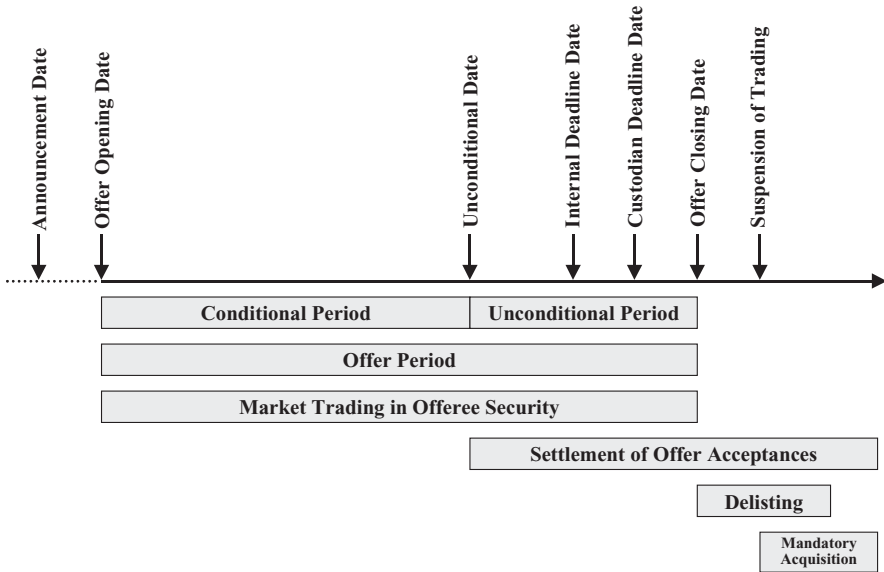 Announcement Date
Offer Opening Date
Unconditional Date
Internal Deadline Date
Custodian Deadline Date
Offer Closing Date
Suspension of Trading
Conditional Period
Unconditional Period
Offer Period
Market Trading in Offeree Security
Settlement of Offer Acceptances
Delisting
Mandatory
Acquisition